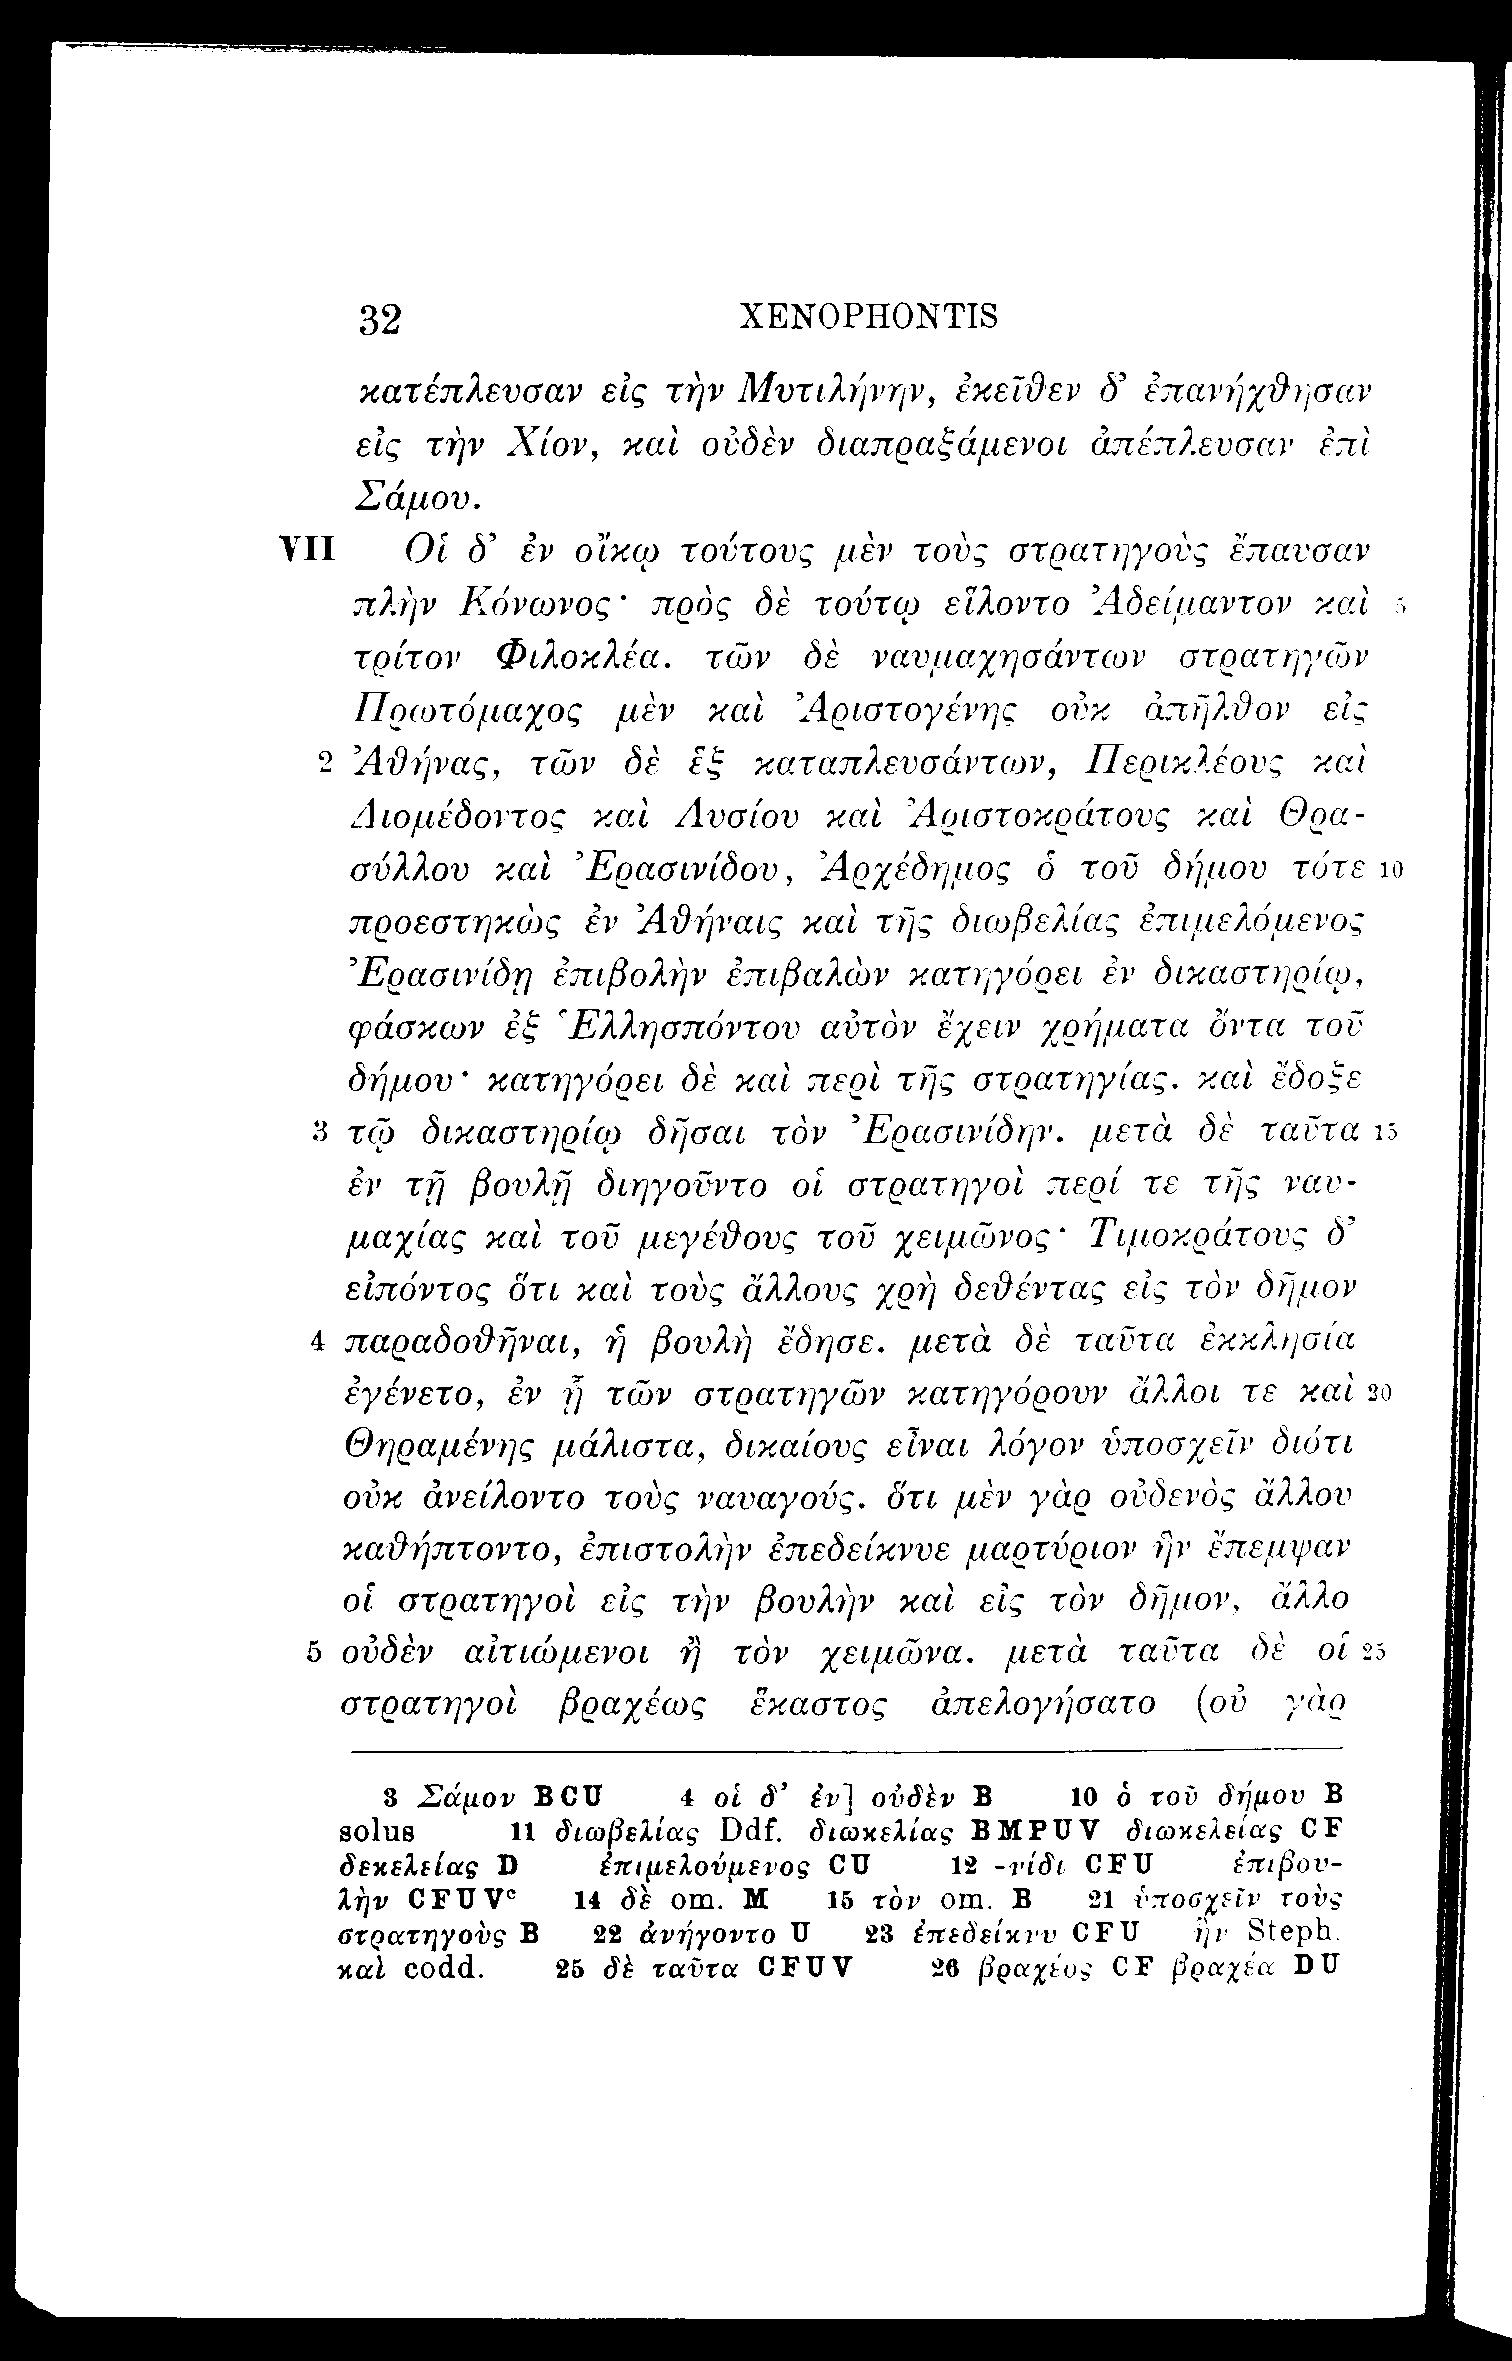 32 XENOPHONTIS
κατέπλευσαν εἰς τὴν Μυτιλήνην, ἐκεῖθεν δ’ ἐπανήχθησαν
εἰς τὴν Χίον, καὶ οὐδὲν διαπραξάμενοι ἀπέπλευσαν ἐπὶ
Σάμου.
VII Οἱ δ’ ἐν οἴκῳ τούτους μὲν τοὺς στρατηγοὺς ἔπαυσαν
πλὴν Κόνωνος· πρὸς δὲ τούτῳ εἵλοντο Ἀδείμαντον καὶ 5
τρίτον Φιλοκλέα. τῶν δὲ ναυμαχησάντων στρατηγῶν
Πρωτόμαχος μὲν καὶ Ἀριστογένης οὐκ ἀπῆλθον εἰς
2 Ἀθήνας, τῶν δὲ ἓξ καταπλευσάντων, Περικλέους καὶ
Διομέδοντος καὶ Λυσίου καὶ Ἀριστοκράτους καὶ Θρα-
σύλλου καὶ Ἐρασινίδου, Ἀρχέδημος ὁ τοῦ δήμου τότε 10
προεστηκὼς ἐν Ἀθήναις καὶ τῆς διωβελίας ἐπιμελόμενος
Ἐρασινίδῃ ἐπιβολὴν ἐπιβαλὼν κατηγόρει ἐν δικαστηρίῳ,
φάσκων ἐξ Ἑλλησπόντου αὐτὸν ἔχειν χρήματα ὄντα τοῦ
δήμου· κατηγόρει δὲ καὶ περὶ τῆς στρατηγίας. καὶ ἔδοξε
3 τῷ δικαστηρίῳ δῆσαι τὸν Ἐρασινίδην. μετὰ δὲ ταῦτα 15
ἐν τῇ βουλῇ διηγοῦντο οἱ στρατηγοὶ περί τε τῆς ναυ-
μαχίας καὶ τοῦ μεγέθους τοῦ χειμῶνος· Τιμοκράτους δ’
εἰπόντος ὅτι καὶ τοὺς ἄλλους χρὴ δεθέντας εἰς τὸν δῆμον
4 παραδοθῆναι, ἡ βουλὴ ἔδησε. μετὰ δὲ ταῦτα ἐκκλησία
ἐγένετο, ἐν ᾗ τῶν στρατηγῶν κατηγόρουν ἄλλοι τε καὶ 20
Θηραμένης μάλιστα, δικαίους εἶναι λόγον ὑποσχεῖν διότι
οὐκ ἀνείλοντο τοὺς ναυαγούς. ὅτι μὲν γὰρ οὐδενὸς ἄλλου
καθήπτοντο, ἐπιστολὴν ἐπεδείκνυε μαρτύριον ἣν ἔπεμψαν
οἱ στρατηγοὶ εἰς τὴν βουλὴν καὶ εἰς τὸν δῆμον, ἄλλο
5 οὐδὲν αἰτιώμενοι ἢ τὸν χειμῶνα. μετὰ ταῦτα δὲ οἱ 25
στρατηγοὶ βραχέως ἕκαστος ἀπελογήσατο (οὐ γὰρ
3 Σάμον BCU 4 οἱ δ’ ἐν] οὐδὲν B 10 ὁ τοῦ δήμου B
solus 11 διωβελίας Ddf. διωκελίας BMPUV διωκελείας CF
δεκελείας D ἐπιμελούμενος CU 12 -νίδι CFU ἐπιβου-
λὴν CFUVᶜ 14 δὲ om. M 15 τὸν om. B 21 ὑποσχεῖν τοὺς
στρατηγοὺς B 22 ἀνήγοντο U 23 ἐπεδείκνυ CFU ἣν Steph.
καὶ codd. 25 δὲ ταῦτα CFUV 26 βραχέος CF βραχέα DU